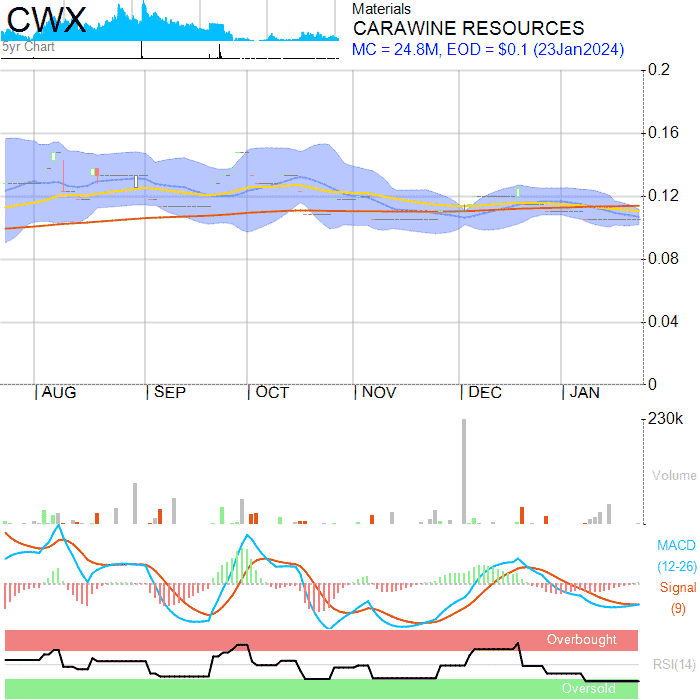 CWX
5yr Chart
Materials
CARAWINE RESOURCES
MC = 24.8M, EOD = $0.1 (23Jan2024)
0.2
0.16
0.12
0.08
0.04
0
AUG SEP OCT NOV DEC JAN
230k
Volume
MACD
(12-26)
Signal
(9)
Overbought
RSI(14)
Oversold